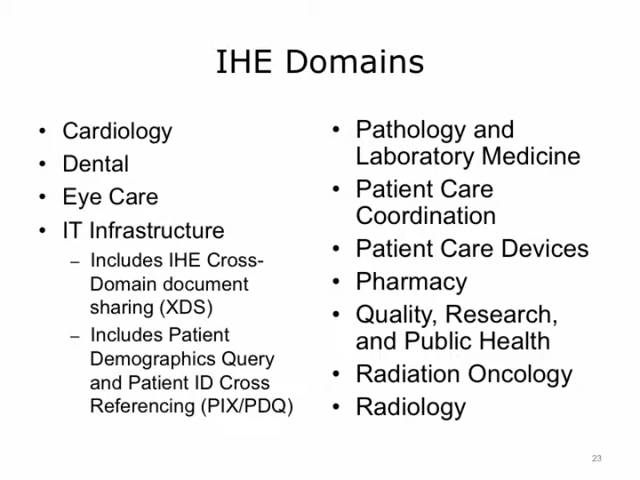 IHE Domains
• Cardiology
• Dental
• Eye Care
• IT Infrastructure
– Includes IHE Cross-
Domain document
sharing (XDS)
– Includes Patient
Demographics Query
and Patient ID Cross
Referencing (PIX/PDQ)
• Pathology and
Laboratory Medicine
• Patient Care
Coordination
• Patient Care Devices
• Pharmacy
• Quality, Research,
and Public Health
• Radiation Oncology
• Radiology
23